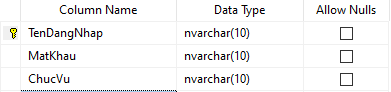 Column Name Data Type Allow Nulls
TenDangNhap nvarchar(10)
MatKhau nvarchar(10)
ChucVu nvarchar(10)